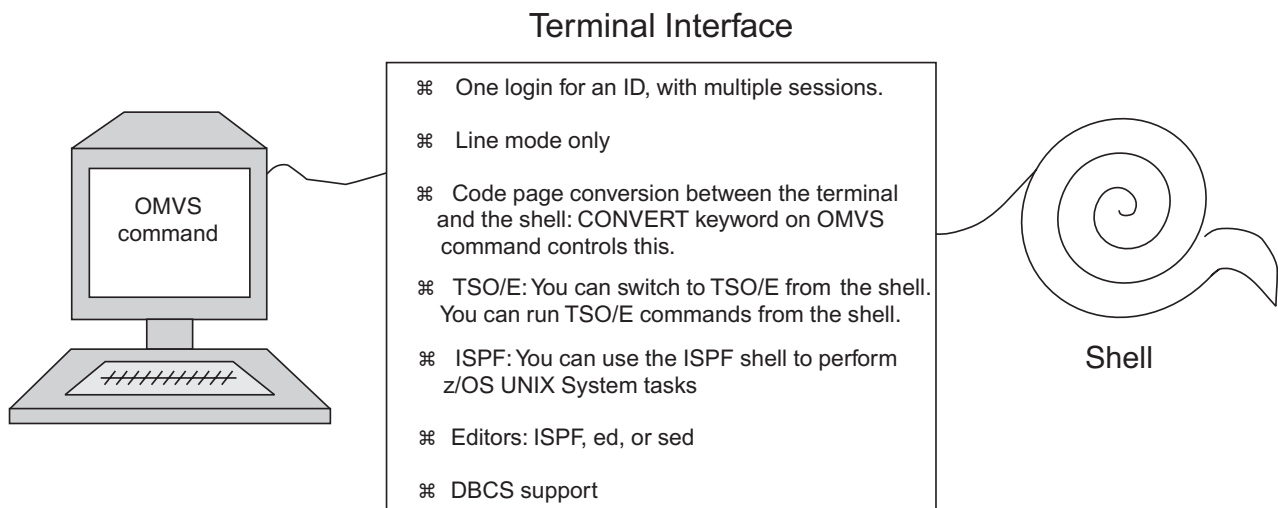 Terminal Interface
OMVS
command
⌘ One login for an ID, with multiple sessions.
⌘ Line mode only
⌘ Code page conversion between the terminal
and the shell: CONVERT keyword on OMVS
command controls this.
⌘ TSO/E: You can switch to TSO/E from the shell.
You can run TSO/E commands from the shell.
⌘ ISPF: You can use the ISPF shell to perform
z/OS UNIX System tasks
⌘ Editors: ISPF, ed, or sed
⌘ DBCS support
Shell